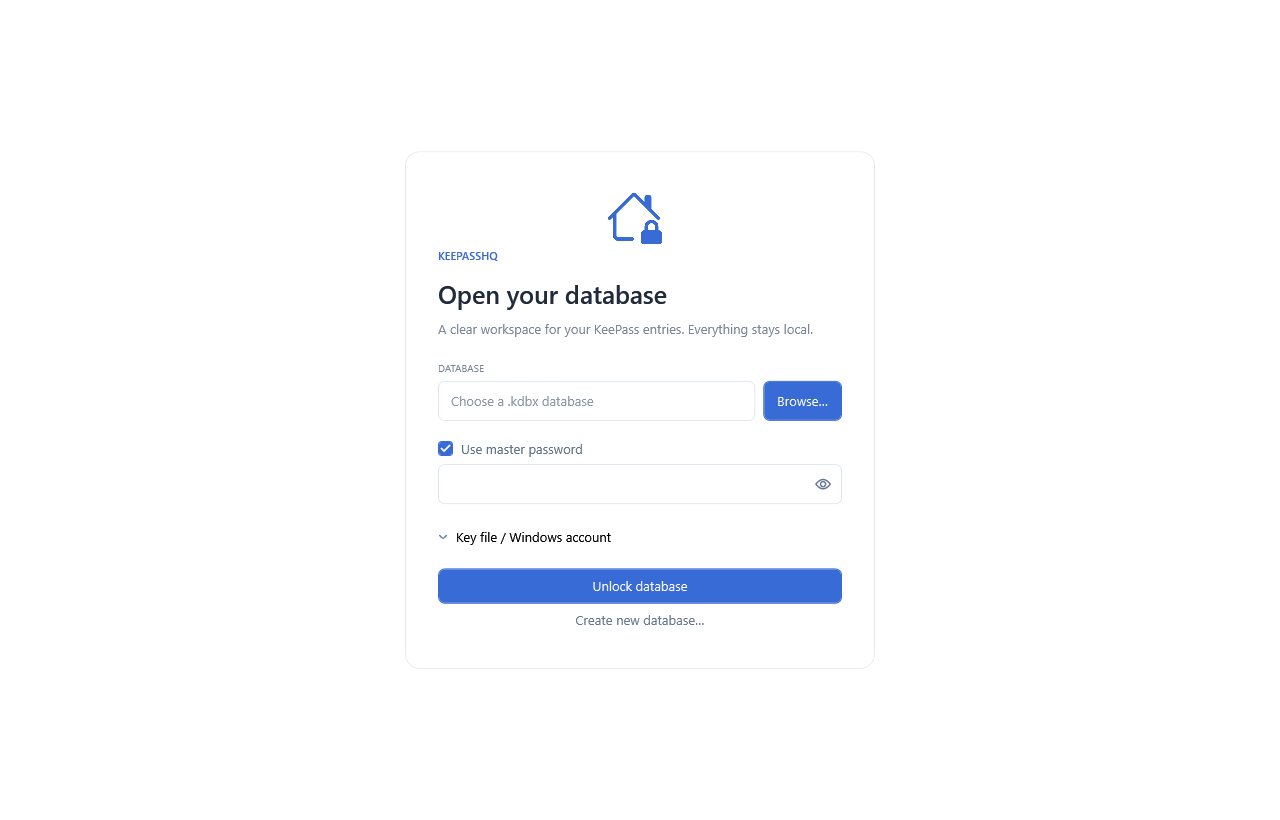 KEEPASSHQ
Open your database
A clear workspace for your KeePass entries. Everything stays local.
DATABASE
Choose a .kdbx database
Browse...
Use master password
Key file / Windows account
Unlock database
Create new database...